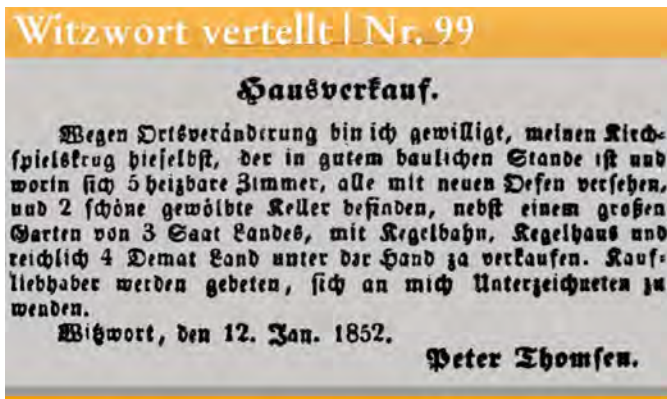 Witzwort vertellt | Nr. 99
Hausverkauf.
Wegen Ortsveränderung bin ich gewilligt, meinen Kirch-
spielskrug hieselbst, der in gutem baulichen Stande ist und
worin sich 5 heizbare Zimmer, alle mit neuen Oefen versehen,
und 2 schöne gewölbte Keller befinden, nebst einem großen
Garten von 3 Saat Landes, mit Kegelbahn, Kegelhaus und
reichlich 4 Demat Land unter der Hand zu verkaufen. Kauf-
liebhaber werden gebeten, sich an mich Unterzeichneten zu
wenden.
Witzwort, den 12. Jan. 1852.
Peter Thomsen.